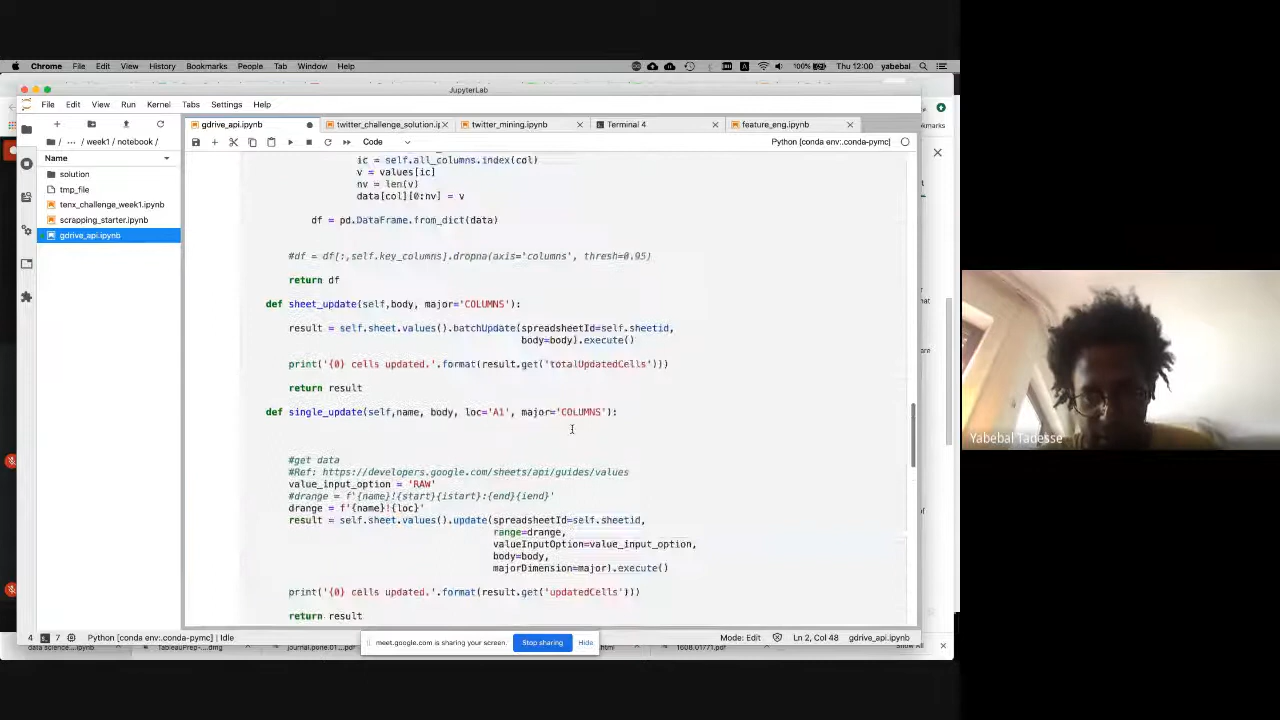 Chrome File Edit View History Bookmarks People Tab Window Help
100% Thu 12:00 yabebal
JupyterLab
File Edit View Run Kernel Tabs Settings Help
gdrive_api.ipynb
twitter_challenge_solution.ip
twitter_mining.ipynb
Terminal 4
feature_eng.ipynb
Code
Python [conda env:.conda-pymc]
/ ... / week1 / notebook /
Name
solution
tmp_file
tenx_challenge_week1.ipynb
scrapping_starter.ipynb
gdrive_api.ipynb
ic = self.all_columns.index(col)
v = values[ic]
nv = len(v)
data[col][0:nv] = v
df = pd.DataFrame.from_dict(data)
#df = df[:,self.key_columns].dropna(axis='columns', thresh=0.95)
return df
def sheet_update(self,body, major='COLUMNS'):
result = self.sheet.values().batchUpdate(spreadsheetId=self.sheetid,
body=body).execute()
print('{0} cells updated.'.format(result.get('totalUpdatedCells')))
return result
def single_update(self,name, body, loc='A1', major='COLUMNS'):
#get data
#Ref: https://developers.google.com/sheets/api/guides/values
value_input_option = 'RAW'
#drange = f'{name}!{start}{istart}:{end}{iend}'
drange = f'{name}!{loc}'
result = self.sheet.values().update(spreadsheetId=self.sheetid,
range=drange,
valueInputOption=value_input_option,
body=body,
majorDimension=major).execute()
print('{0} cells updated.'.format(result.get('updatedCells')))
return result
4 7 Python [conda env:.conda-pymc] | Idle
Mode: Edit Ln 2, Col 48 gdrive_api.ipynb
meet.google.com is sharing your screen. Stop sharing Hide
1608.01771.pdf
Yabebal Tadesse